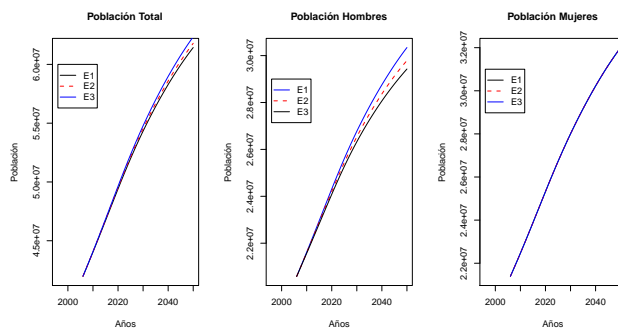 Población Total
Población
6.0e+07
5.5e+07
5.0e+07
4.5e+07
E1
E2
E3
2000 2020 2040
Años
Población Hombres
Población
3.0e+07
2.8e+07
2.6e+07
2.4e+07
2.2e+07
E1
E2
E3
2000 2020 2040
Años
Población Mujeres
Población
3.2e+07
3.0e+07
2.8e+07
2.6e+07
2.4e+07
2.2e+07
E1
E2
E3
2000 2020 2040
Años